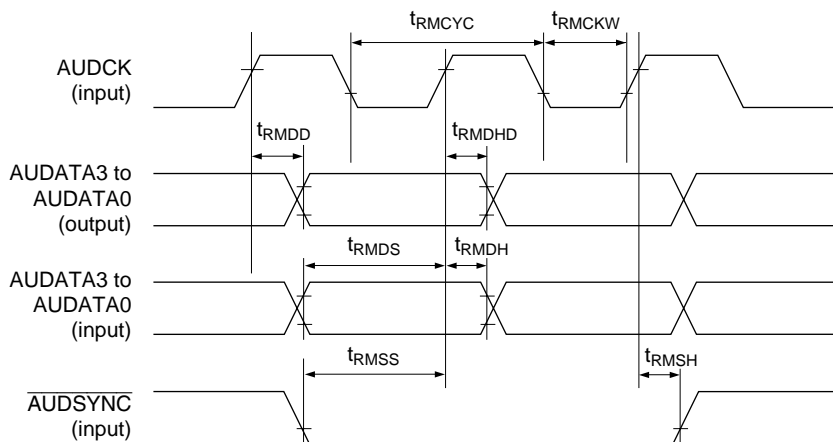 tRMCYC tRMCKW
AUDCK
(input)
tRMDD tRMDHD
AUDATA3 to
AUDATA0
(output)
tRMDS tRMDH
AUDATA3 to
AUDATA0
(input)
tRMSS tRMSH
AUDSYNC
(input)